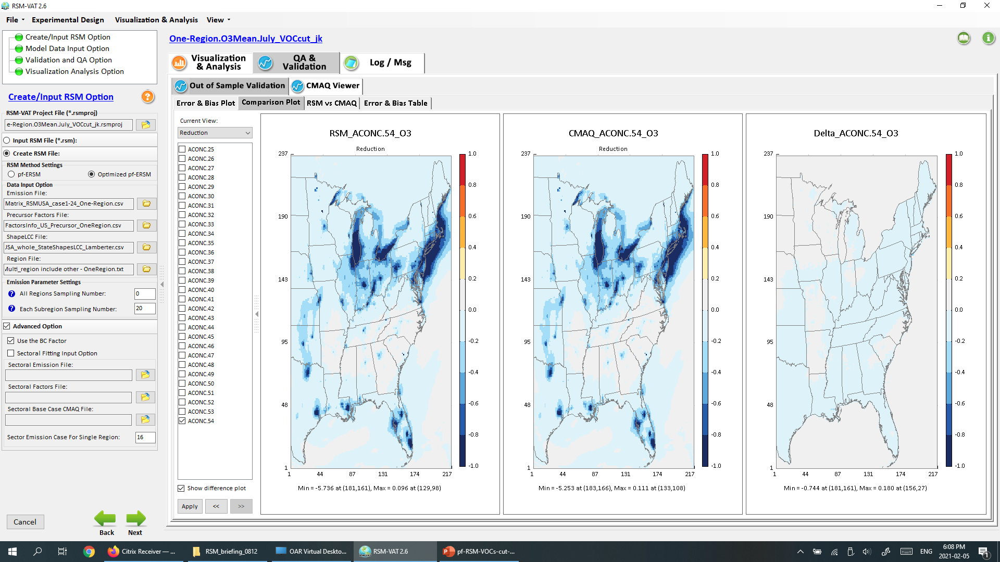 RSM-VAT 2.6
File Experimental Design Visualization & Analysis View
Create/Input RSM Option
Model Data Input Option
Validation and QA Option
Visualization Analysis Option
Create/Input RSM Option
RSM-VAT Project File (*.rsmproj)
e-Region.O3Mean.July_VOCcut_jk.rsmproj
Input RSM File (*.rsm):
Create RSM File:
RSM Method Settings
pf-ERSM Optimized pf-ERSM
Data Input Option
Emission File:
Matrix_RSMUSA_case1-24_One-Region.csv
Precursor Factors File:
FactorsInfo_US_Precursor_OneRegion.csv
ShapeLCC File:
JSA_whole_StateShapesLCC_Lamberter.csv
Region File:
Multi_region include other - OneRegion.txt
Emission Parameter Settings
All Regions Sampling Number: 0
Each Subregion Sampling Number: 20
Advanced Option
Use the BC Factor
Sectoral Fitting Input Option
Sectoral Emission File:
Sectoral Factors File:
Sectoral Base Case CMAQ File:
Sector Emission Case For Single Region: 16
Cancel
Back
Next
One-Region.O3Mean.July_VOCcut_jk
Visualization
& Analysis
QA &
Validation
Log / Msg
Out of Sample Validation
CMAQ Viewer
Error & Bias Plot
Comparison Plot
RSM vs CMAQ
Error & Bias Table
Current View:
Reduction
ACONC.25
ACONC.26
ACONC.27
ACONC.28
ACONC.29
ACONC.30
ACONC.31
ACONC.32
ACONC.33
ACONC.34
ACONC.35
ACONC.36
ACONC.37
ACONC.38
ACONC.39
ACONC.40
ACONC.41
ACONC.42
ACONC.43
ACONC.44
ACONC.45
ACONC.46
ACONC.47
ACONC.48
ACONC.49
ACONC.50
ACONC.51
ACONC.52
ACONC.53
ACONC.54
Show difference plot
Apply << >>
RSM_ACONC.54_O3
Reduction
237
190
143
95
48
1
1 44 87 131 174 217
1.0
0.8
0.6
0.4
0.2
0.0
-0.2
-0.4
-0.6
-0.8
-1.0
Min = -5.736 at (181,161), Max = 0.096 at (129,98)
CMAQ_ACONC.54_O3
Reduction
237
190
143
95
48
1
1 44 87 131 174 217
1.0
0.8
0.6
0.4
0.2
0.0
-0.2
-0.4
-0.6
-0.8
-1.0
Min = -5.253 at (183,166), Max = 0.111 at (133,108)
Delta_ACONC.54_O3
237
190
143
95
48
1
1 44 87 131 174 217
1.0
0.8
0.6
0.4
0.2
0.0
-0.2
-0.4
-0.6
-0.8
-1.0
Min = -0.744 at (181,161), Max = 0.180 at (156,27)
Citrix Receiver — ...
RSM_briefing_0812
OAR Virtual Deskto...
RSM-VAT 2.6
pf-RSM-VOCs-cut-...
ENG
6:08 PM
2021-02-05
1